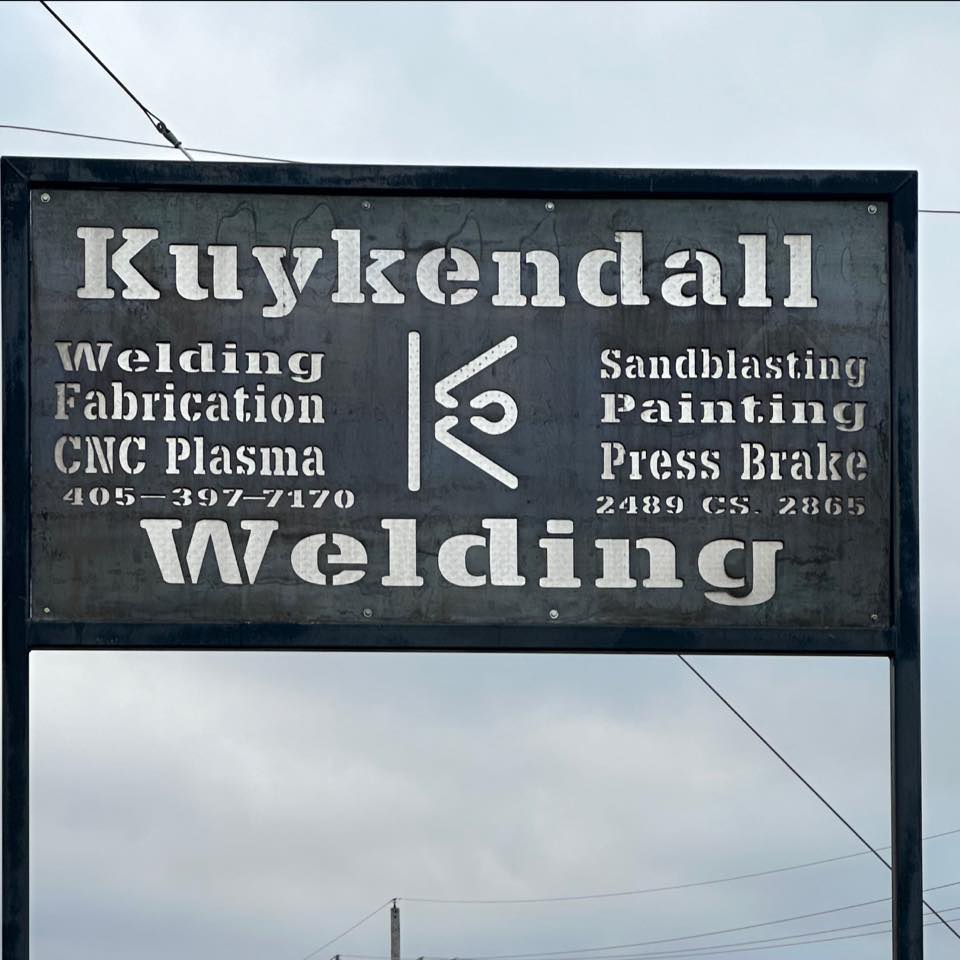 Kuykendall
Welding
Fabrication
CNC Plasma
405-397-7170
Sandblasting
Painting
Press Brake
2489 CS. 2865
Welding